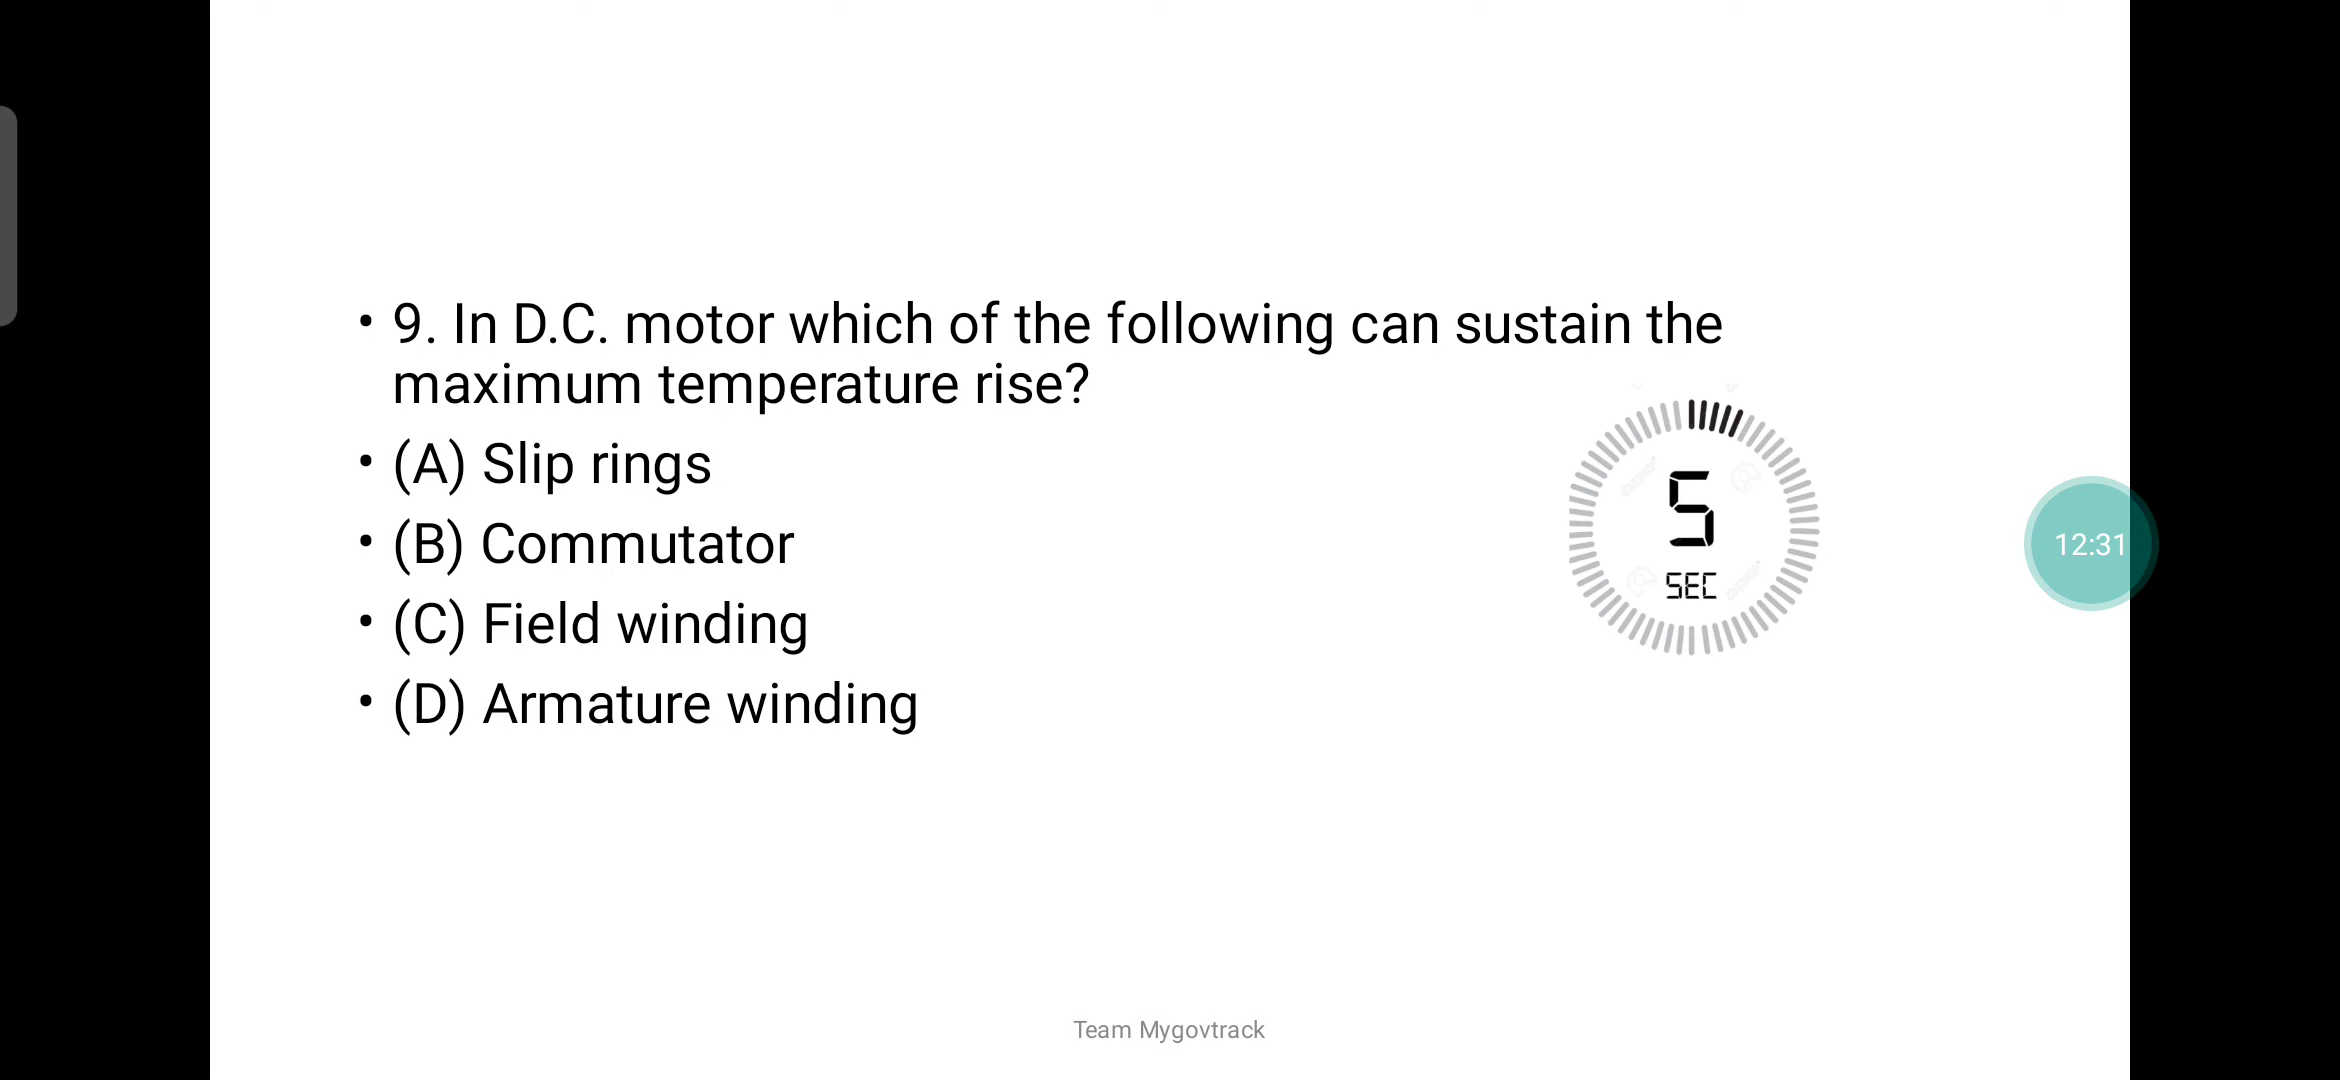 • 9. In D.C. motor which of the following can sustain the
maximum temperature rise?
• (A) Slip rings
• (B) Commutator
• (C) Field winding
• (D) Armature winding
5
SEC
12:31
Team Mygovtrack